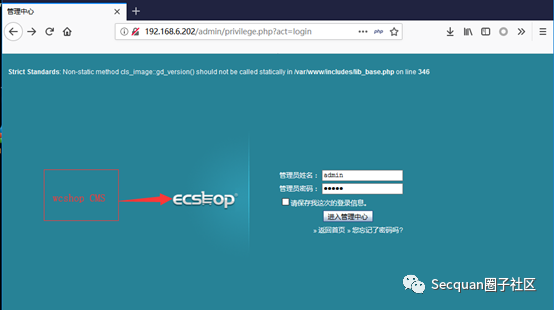 管理中心
192.168.6.202/admin/privilege.php?act=login
php
Strict Standards: Non-static method cls_image::gd_version() should not be called statically in /var/www/includes/lib_base.php on line 346
ecshop CMS
ecshop
管理员姓名：admin
管理员密码：•••••
请保存我这次的登录信息。
进入管理中心
» 返回首页 » 您忘记了密码吗?
Secquan圈子社区